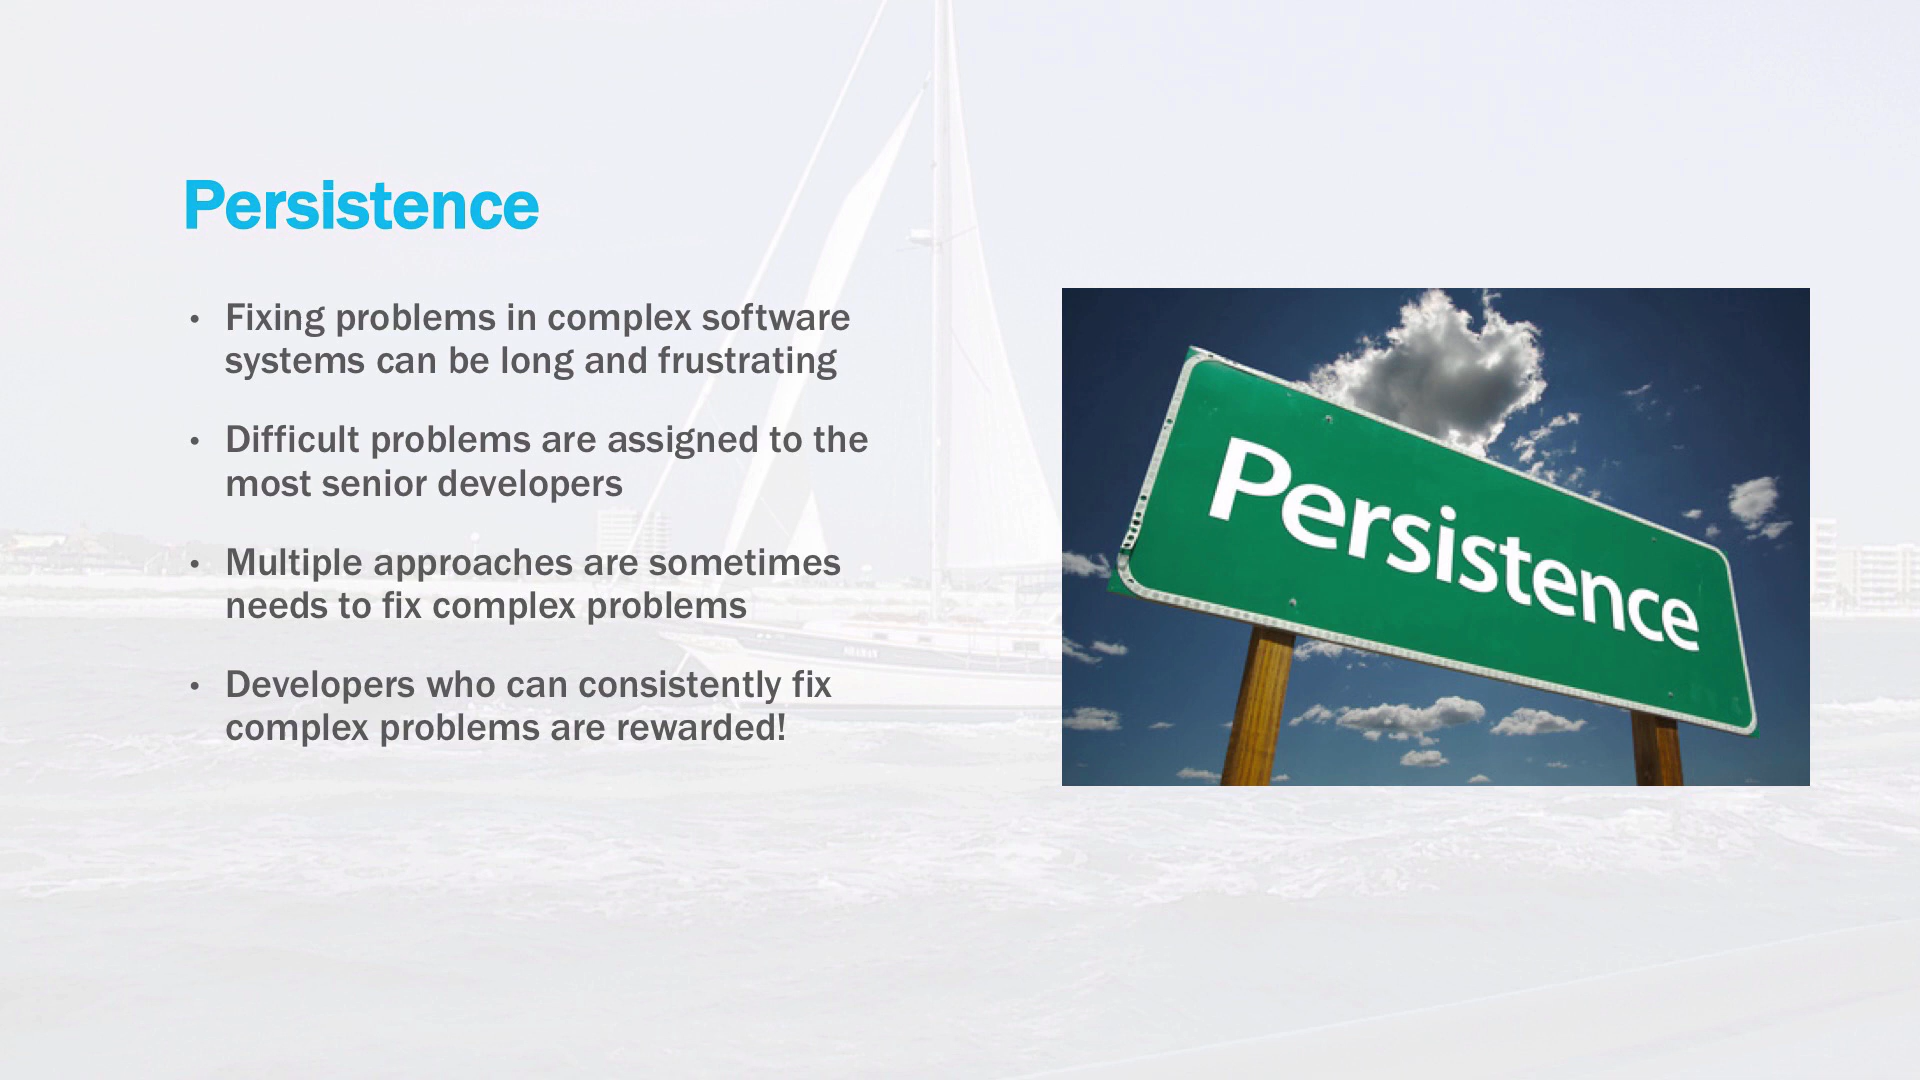 Persistence
• Fixing problems in complex software
systems can be long and frustrating
• Difficult problems are assigned to the
most senior developers
• Multiple approaches are sometimes
needs to fix complex problems
• Developers who can consistently fix
complex problems are rewarded!
Persistence